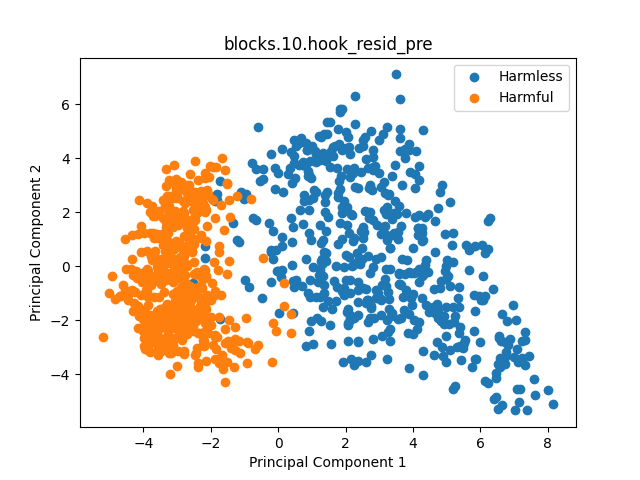 blocks.10.hook_resid_pre
Harmless
Harmful
6
4
2
0
−2
−4
Principal Component 2
−4
−2
0
2
4
6
8
Principal Component 1